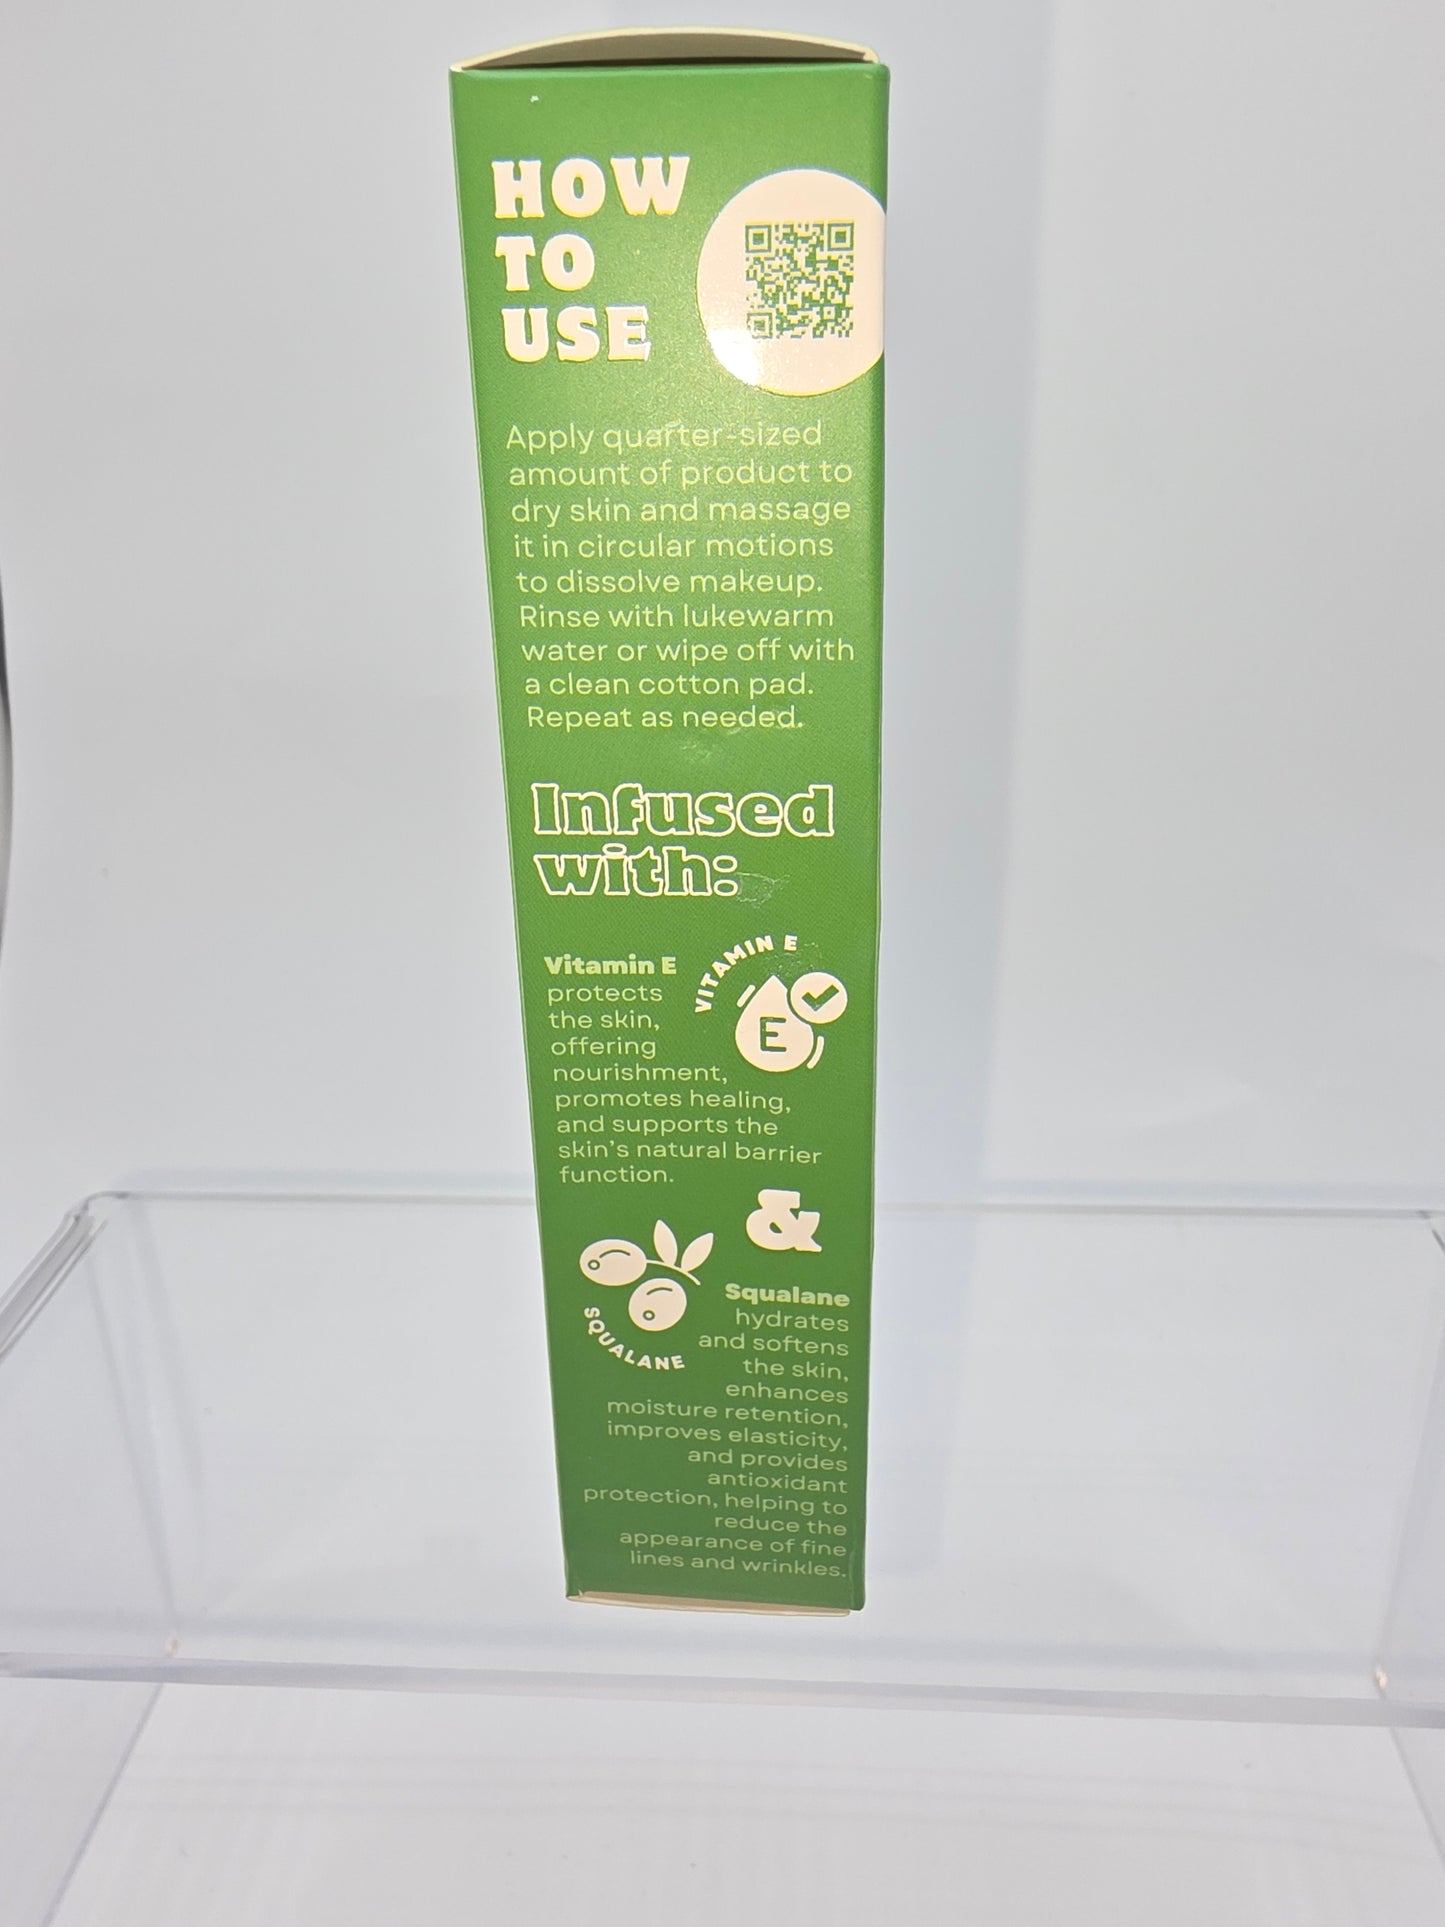 HOW
TO
USE
Apply quarter-sized
amount of product to
dry skin and massage
it in circular motions
to dissolve makeup.
Rinse with lukewarm
water or wipe off with
a clean cotton pad.
Repeat as needed.
Infused
with:
Vitamin E
protects
the skin,
offering
nourishment,
promotes healing,
and supports the
skin's natural barrier
function.
VITAMIN E
E
&
SQUALANE
Squalane
hydrates
and softens
the skin,
enhances
moisture retention,
improves elasticity,
and provides
antioxidant
protection, helping to
reduce the
appearance of fine
lines and wrinkles.